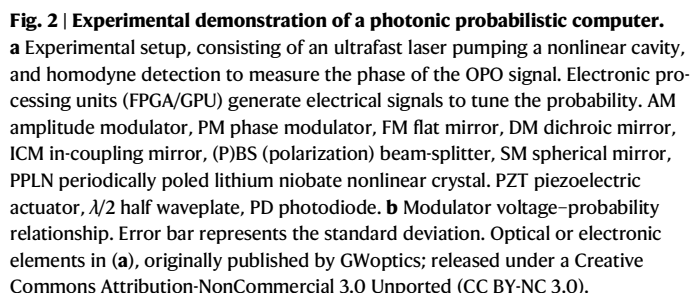 Fig. 2 | Experimental demonstration of a photonic probabilistic computer.
a Experimental setup, consisting of an ultrafast laser pumping a nonlinear cavity,
and homodyne detection to measure the phase of the OPO signal. Electronic pro-
cessing units (FPGA/GPU) generate electrical signals to tune the probability. AM
amplitude modulator, PM phase modulator, FM flat mirror, DM dichroic mirror,
ICM in-coupling mirror, (P)BS (polarization) beam-splitter, SM spherical mirror,
PPLN periodically poled lithium niobate nonlinear crystal. PZT piezoelectric
actuator, λ/2 half waveplate, PD photodiode. b Modulator voltage–probability
relationship. Error bar represents the standard deviation. Optical or electronic
elements in (a), originally published by GWoptics; released under a Creative
Commons Attribution-NonCommercial 3.0 Unported (CC BY-NC 3.0).